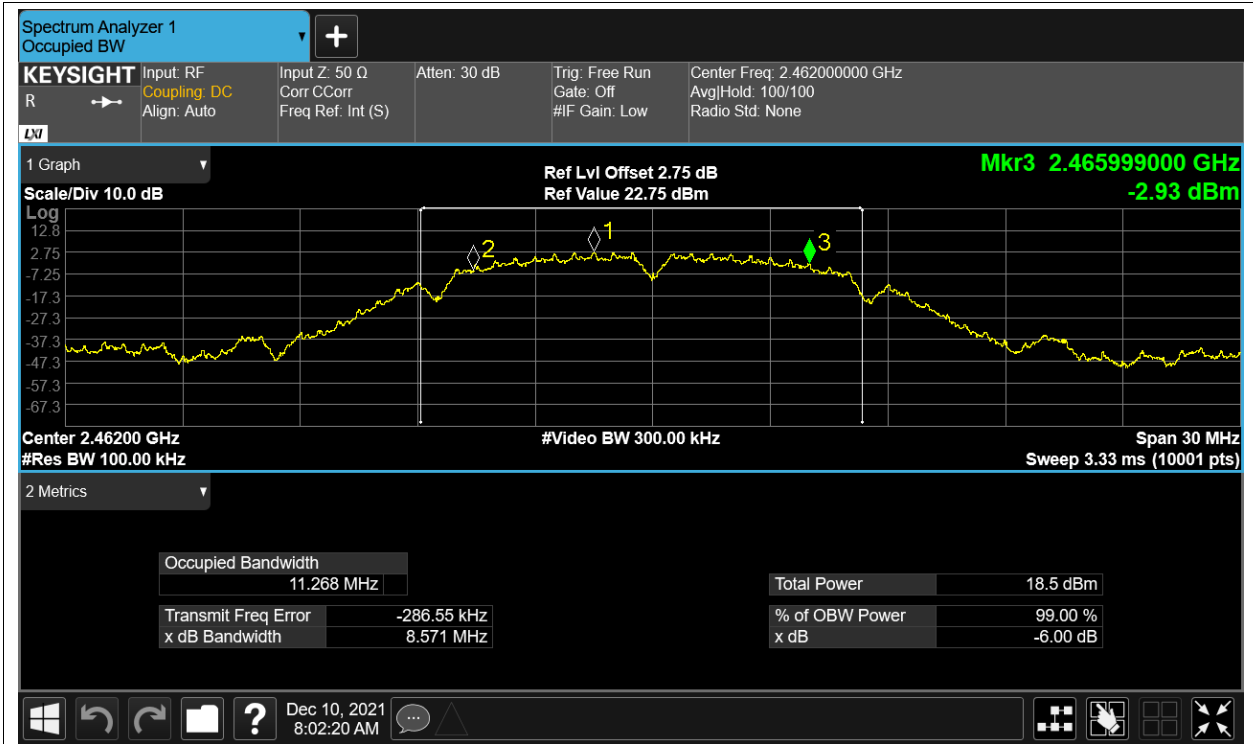 Spectrum Analyzer 1
Occupied BW
KEYSIGHT
R
LXI
Input: RF
Coupling: DC
Align: Auto
Input Z: 50 Ω
Corr CCorr
Freq Ref: Int (S)
Atten: 30 dB
Trig: Free Run
Gate: Off
#IF Gain: Low
Center Freq: 2.462000000 GHz
Avg|Hold: 100/100
Radio Std: None
1 Graph
Scale/Div 10.0 dB
Ref Lvl Offset 2.75 dB
Ref Value 22.75 dBm
Mkr3 2.465999000 GHz
-2.93 dBm
Log
12.8
2.75
-7.25
-17.3
-27.3
-37.3
-47.3
-57.3
-67.3
2
1
3
Center 2.46200 GHz
#Res BW 100.00 kHz
#Video BW 300.00 kHz
Span 30 MHz
Sweep 3.33 ms (10001 pts)
2 Metrics
Occupied Bandwidth
11.268 MHz
Transmit Freq Error -286.55 kHz
x dB Bandwidth 8.571 MHz
Total Power 18.5 dBm
% of OBW Power 99.00 %
x dB -6.00 dB
?
Dec 10, 2021
8:02:20 AM